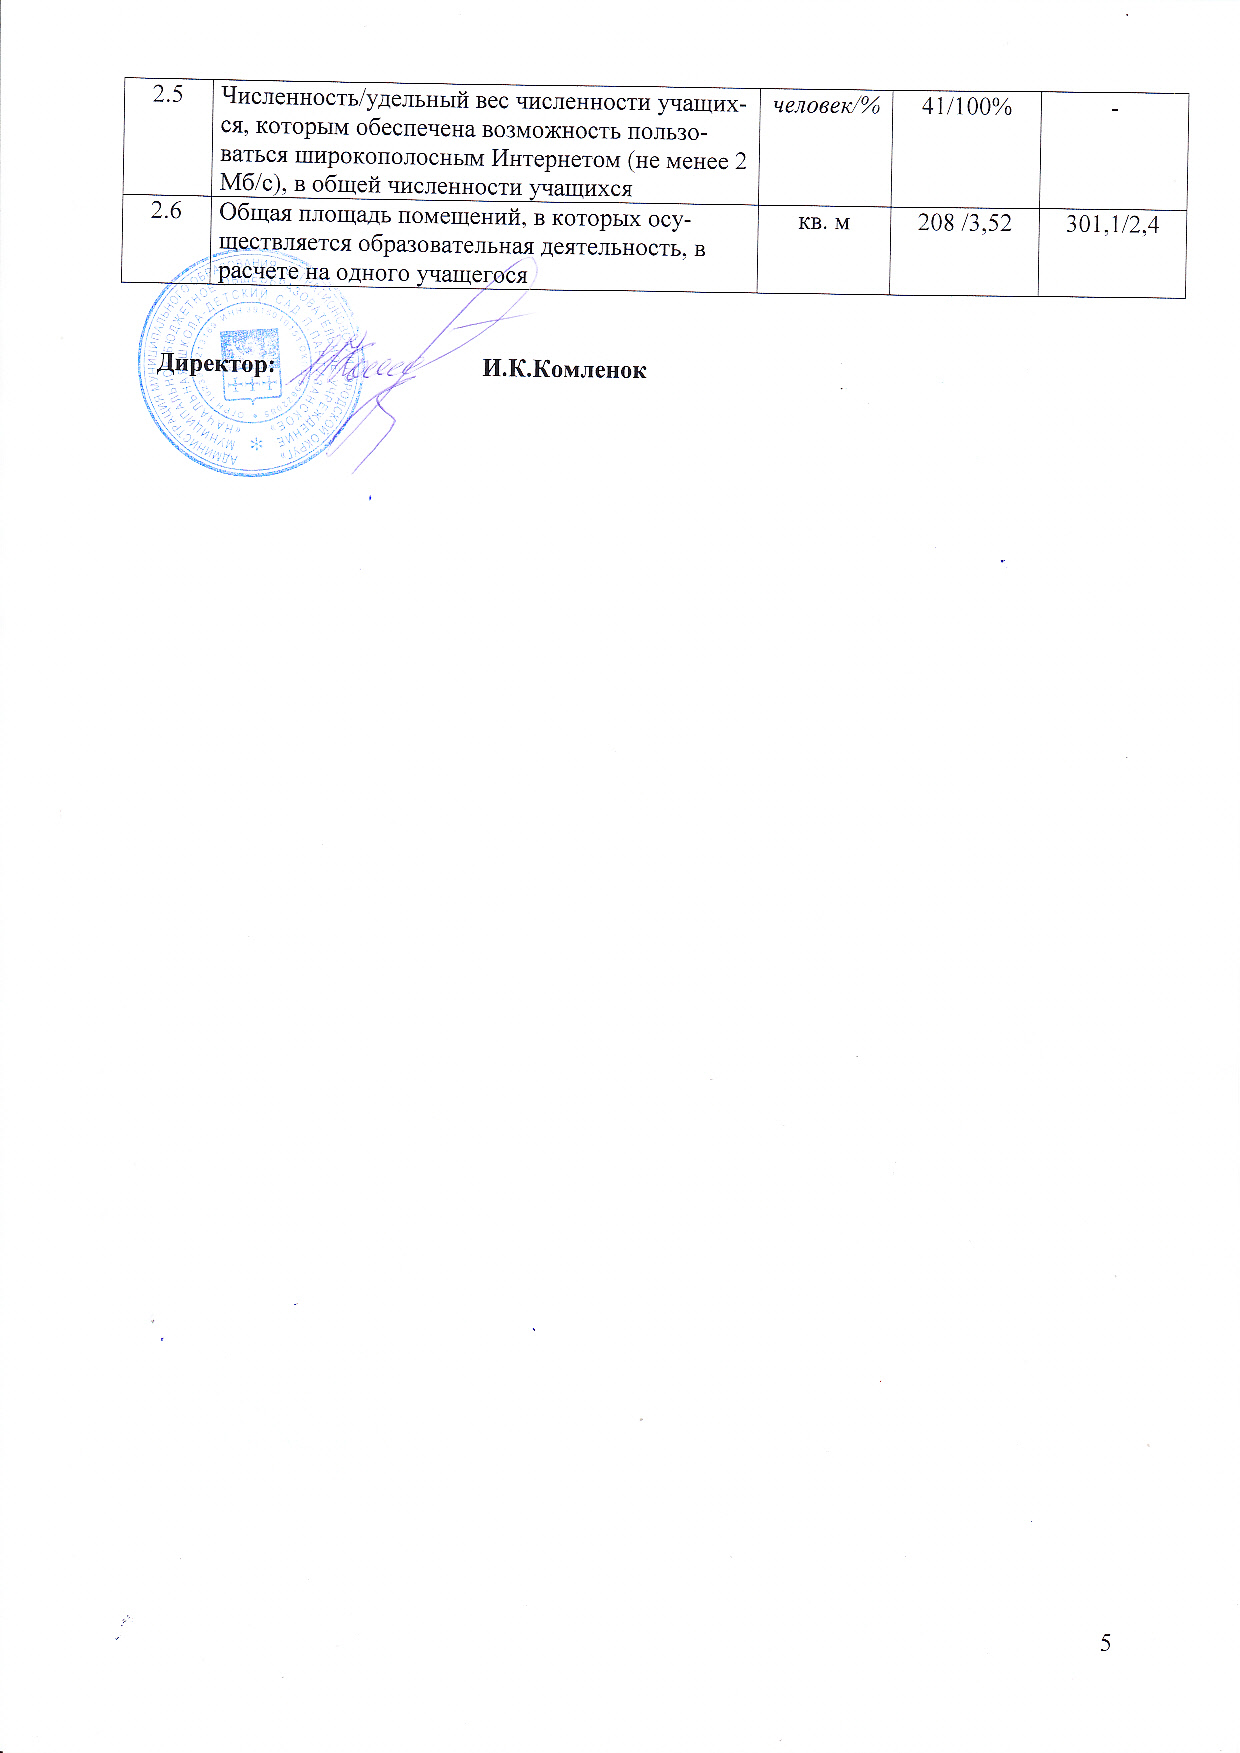 2.5 Численность/удельный вес численности учащих- человек/% 41/100% -
ся, которым обеспечена возможность пользо-
ваться широкополосным Интернетом (не менее 2
Мб/с), в общей численности учащихся
2.6 Общая площадь помещений, в которых осу- кв. м 208 /3,52 301,1/2,4
ществляется образовательная деятельность, в
расчете на одного учащегося
Директор: И.К.Комленок
5